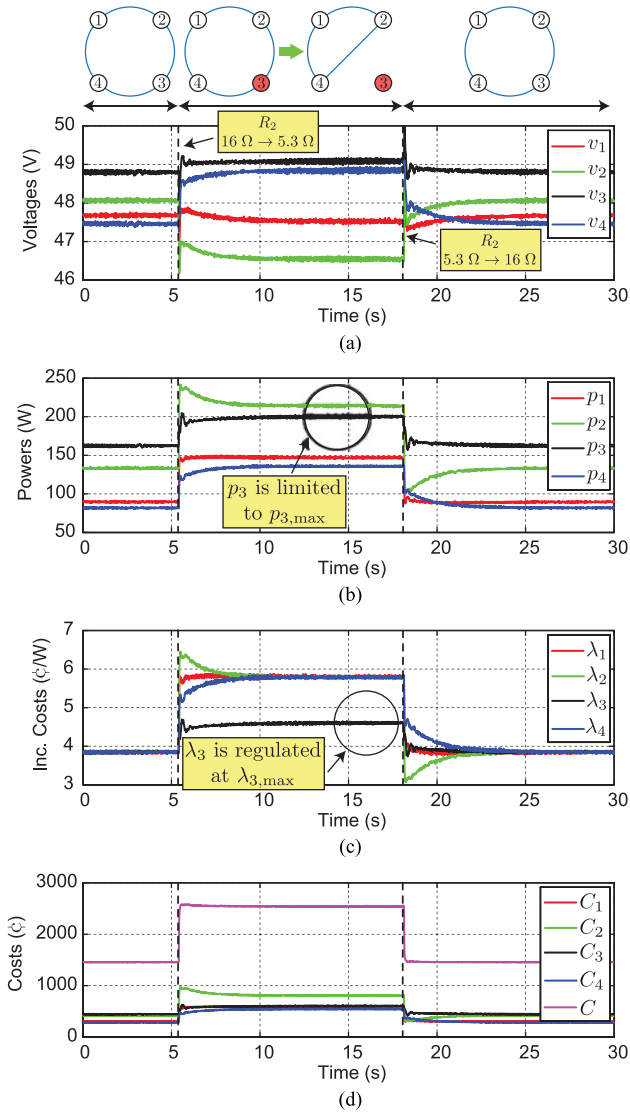 1 2 1 2 1 2 1 2
4 3 4 3 4 3 4 3
R₂
16 Ω → 5.3 Ω
50
49
48
47
46
Voltages (V)
v₁
v₂
v₃
v₄
R₂
5.3 Ω → 16 Ω
0 5 10 15 20 25 30
Time (s)
(a)
250
200
150
100
50
Powers (W)
p₁
p₂
p₃
p₄
p₃ is limited
to p₃,max
0 5 10 15 20 25 30
Time (s)
(b)
7
6
5
4
3
Inc. Costs (¢/W)
λ₁
λ₂
λ₃
λ₄
λ₃ is regulated
at λ₃,max
0 5 10 15 20 25 30
Time (s)
(c)
3000
2000
1000
0
Costs (¢)
C₁
C₂
C₃
C₄
C
0 5 10 15 20 25 30
Time (s)
(d)